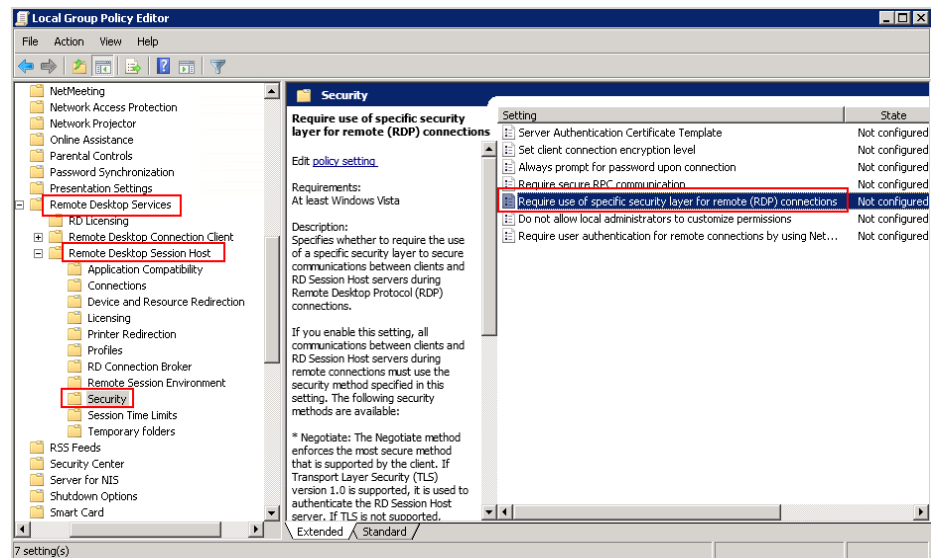 Local Group Policy Editor
File Action View Help
NetMeeting
Network Access Protection
Network Projector
Online Assistance
Parental Controls
Password Synchronization
Presentation Settings
Remote Desktop Services
RD Licensing
Remote Desktop Connection Client
Remote Desktop Session Host
Application Compatibility
Connections
Device and Resource Redirection
Licensing
Printer Redirection
Profiles
RD Connection Broker
Remote Session Environment
Security
Session Time Limits
Temporary folders
RSS Feeds
Security Center
Server for NIS
Shutdown Options
Smart Card
Security
Require use of specific security
layer for remote (RDP) connections
Edit policy setting
Requirements:
At least Windows Vista
Description:
Specifies whether to require the use
of a specific security layer to secure
communications between clients and
RD Session Host servers during
Remote Desktop Protocol (RDP)
connections.
If you enable this setting, all
communications between clients and
RD Session Host servers during
remote connections must use the
security method specified in this
setting. The following security
methods are available:
* Negotiate: The Negotiate method
enforces the most secure method
that is supported by the client. If
Transport Layer Security (TLS)
version 1.0 is supported, it is used to
authenticate the RD Session Host
server. If TLS is not supported,
Setting State
Server Authentication Certificate Template Not configured
Set client connection encryption level Not configured
Always prompt for password upon connection Not configured
Require secure RPC communication Not configured
Require use of specific security layer for remote (RDP) connections Not configured
Do not allow local administrators to customize permissions Not configured
Require user authentication for remote connections by using Net... Not configured
Extended Standard
7 setting(s)